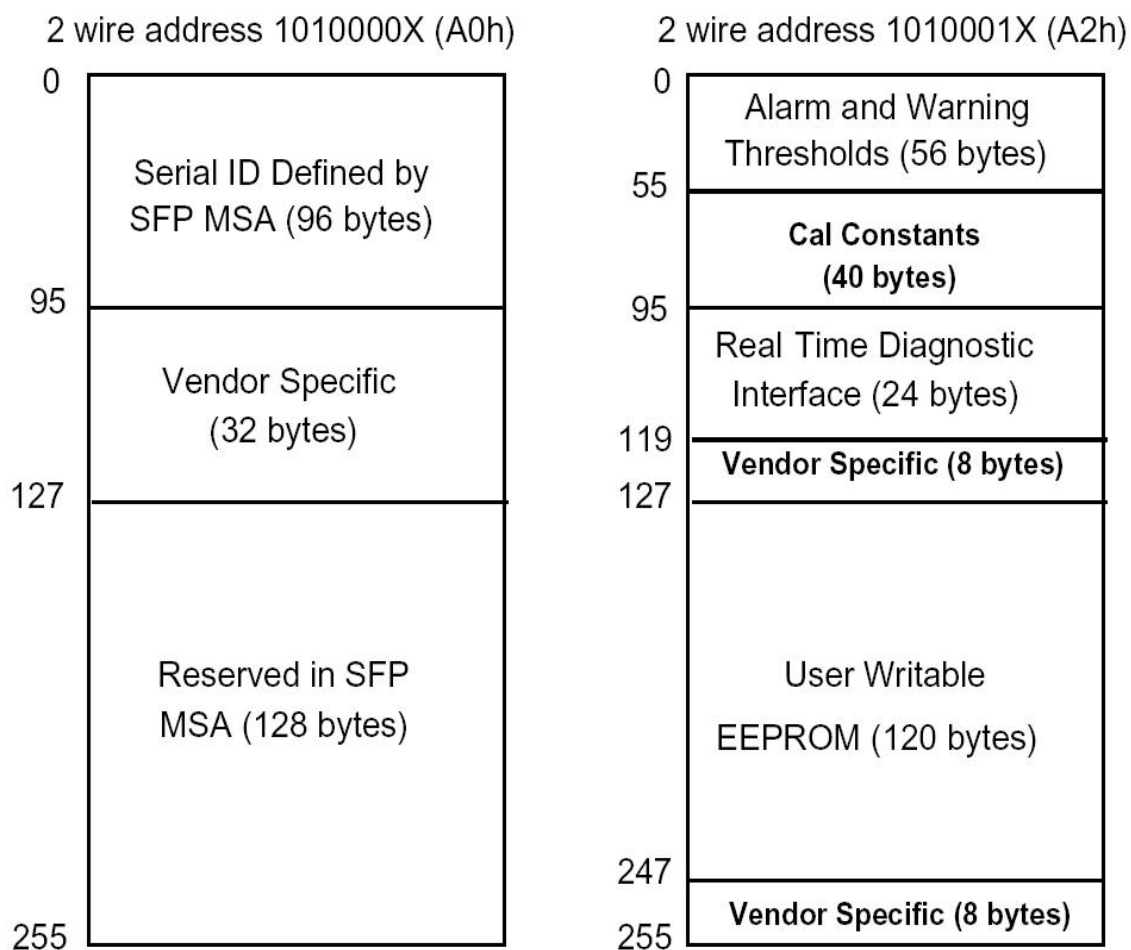 2 wire address 1010000X (A0h)
0
Serial ID Defined by
SFP MSA (96 bytes)
95
Vendor Specific
(32 bytes)
127
Reserved in SFP
MSA (128 bytes)
255
2 wire address 1010001X (A2h)
0
Alarm and Warning
Thresholds (56 bytes)
55
Cal Constants
(40 bytes)
95
Real Time Diagnostic
Interface (24 bytes)
119
Vendor Specific (8 bytes)
127
User Writable
EEPROM (120 bytes)
247
Vendor Specific (8 bytes)
255